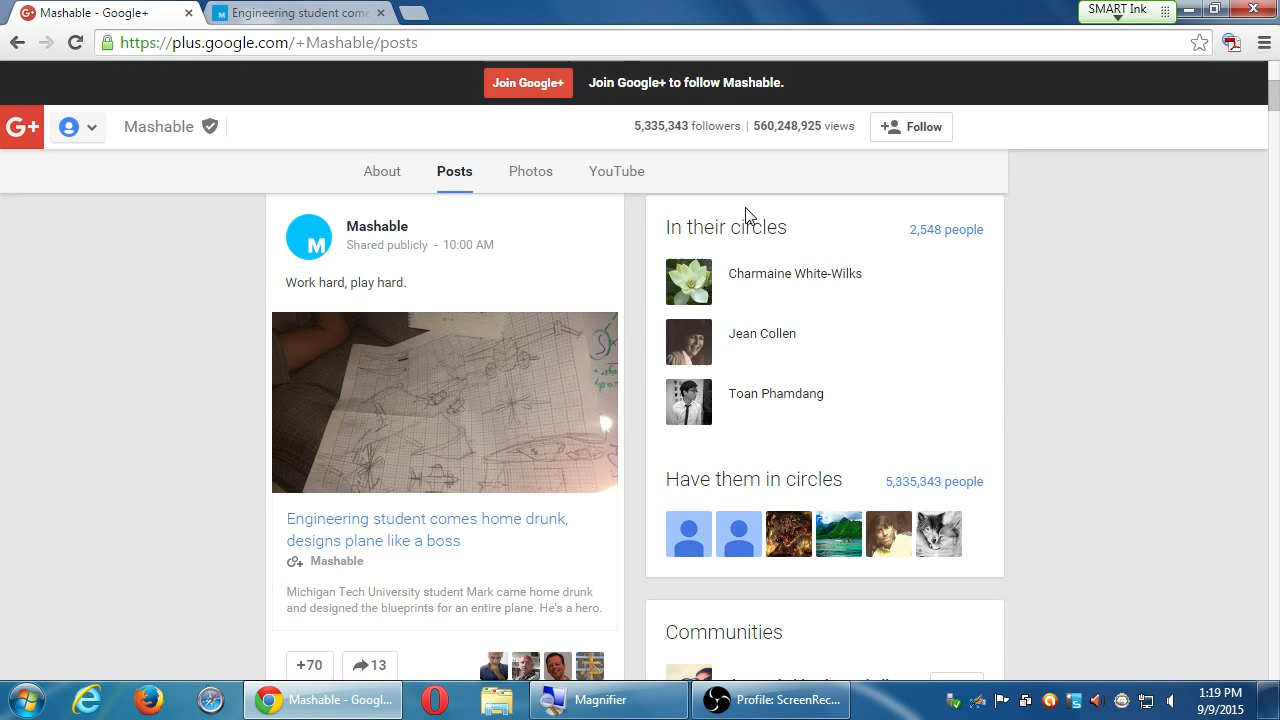 Mashable - Google+
Engineering student com
SMART Ink
https://plus.google.com/+Mashable/posts
Join Google+
Join Google+ to follow Mashable.
G+
Mashable
5,335,343 followers | 560,248,925 views
Follow
About
Posts
Photos
YouTube
M
Mashable
Shared publicly - 10:00 AM
Work hard, play hard.
Engineering student comes home drunk,
designs plane like a boss
Mashable
Michigan Tech University student Mark came home drunk
and designed the blueprints for an entire plane. He's a hero.
+70
13
In their circles
2,548 people
Charmaine White-Wilks
Jean Collen
Toan Phamdang
Have them in circles
5,335,343 people
Communities
Mashable - Googl...
Magnifier
Profile: ScreenRec...
1:19 PM
9/9/2015